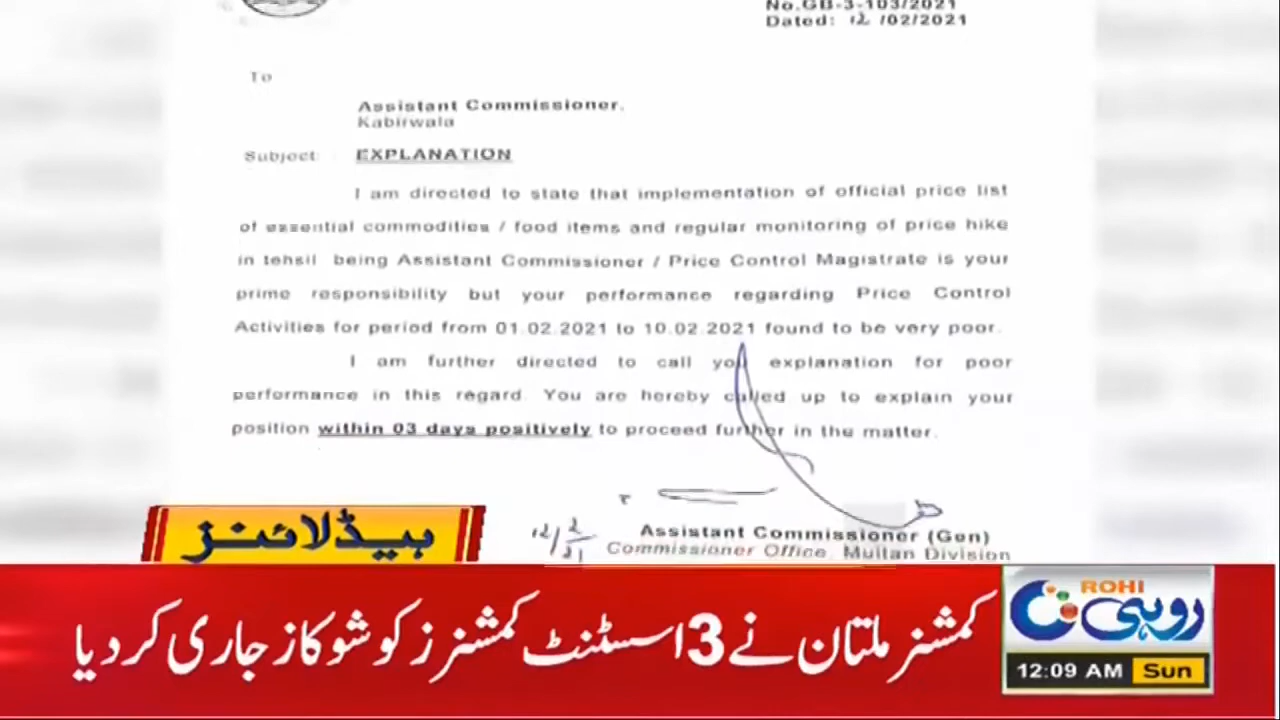 No.GB-3-103/2021
Dated: 12 /02/2021
To
Assistant Commissioner,
Kabirwala
Subject: EXPLANATION
I am directed to state that implementation of official price list
of essential commodities / food items and regular monitoring of price hike
in tehsil being Assistant Commissioner / Price Control Magistrate is your
prime responsibility but your performance regarding Price Control
Activities for period from 01.02.2021 to 10.02.2021 found to be very poor.
I am further directed to call you explanation for poor
performance in this regard. You are hereby called up to explain your
position within 03 days positively to proceed further in the matter.
12/2/21
Assistant Commissioner (Gen)
Commissioner Office, Multan Division
ہیڈلائنز
کمشنر ملتان نے 3 اسسٹنٹ کمشنرز کو شوکاز جاری کر دیا
ROHI
روہی
12:09 AM Sun